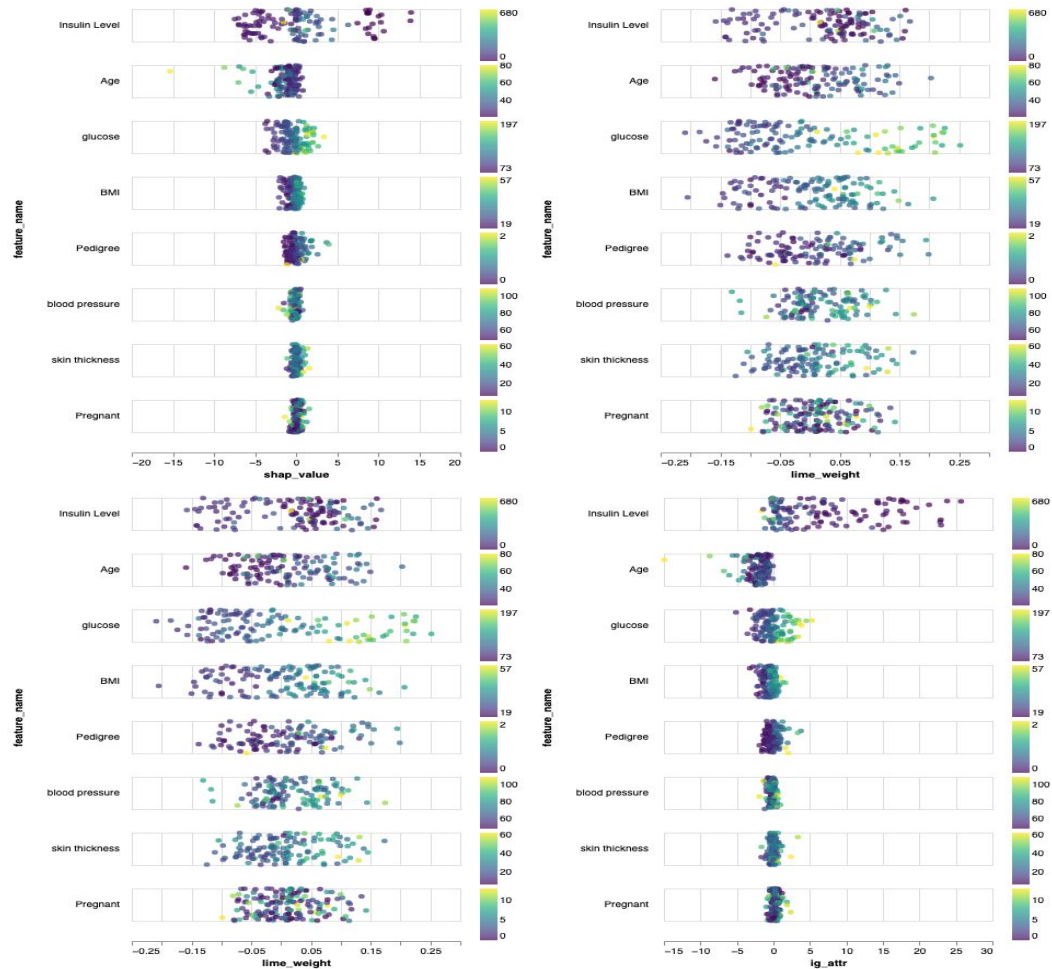 Insulin Level
680
0
Age
80
60
40
glucose
197
73
BMI
57
19
Pedigree
2
0
blood pressure
100
80
60
skin thickness
60
40
20
Pregnant
10
5
0
feature_name
−20 −15 −10 −5 0 5 10 15 20
shap_value
Insulin Level
680
0
Age
80
60
40
glucose
197
73
BMI
57
19
Pedigree
2
0
blood pressure
100
80
60
skin thickness
60
40
20
Pregnant
10
5
0
feature_name
−0.25 −0.15 −0.05 0.05 0.15 0.25
lime_weight
Insulin Level
680
0
Age
80
60
40
glucose
197
73
BMI
57
19
Pedigree
2
0
blood pressure
100
80
60
skin thickness
60
40
20
Pregnant
10
5
0
feature_name
−0.25 −0.15 −0.05 0.05 0.15 0.25
lime_weight
Insulin Level
680
0
Age
80
60
40
glucose
197
73
BMI
57
19
Pedigree
2
0
blood pressure
100
80
60
skin thickness
60
40
20
Pregnant
10
5
0
feature_name
−15 −10 −5 0 5 10 15 20 25 30
ig_attr